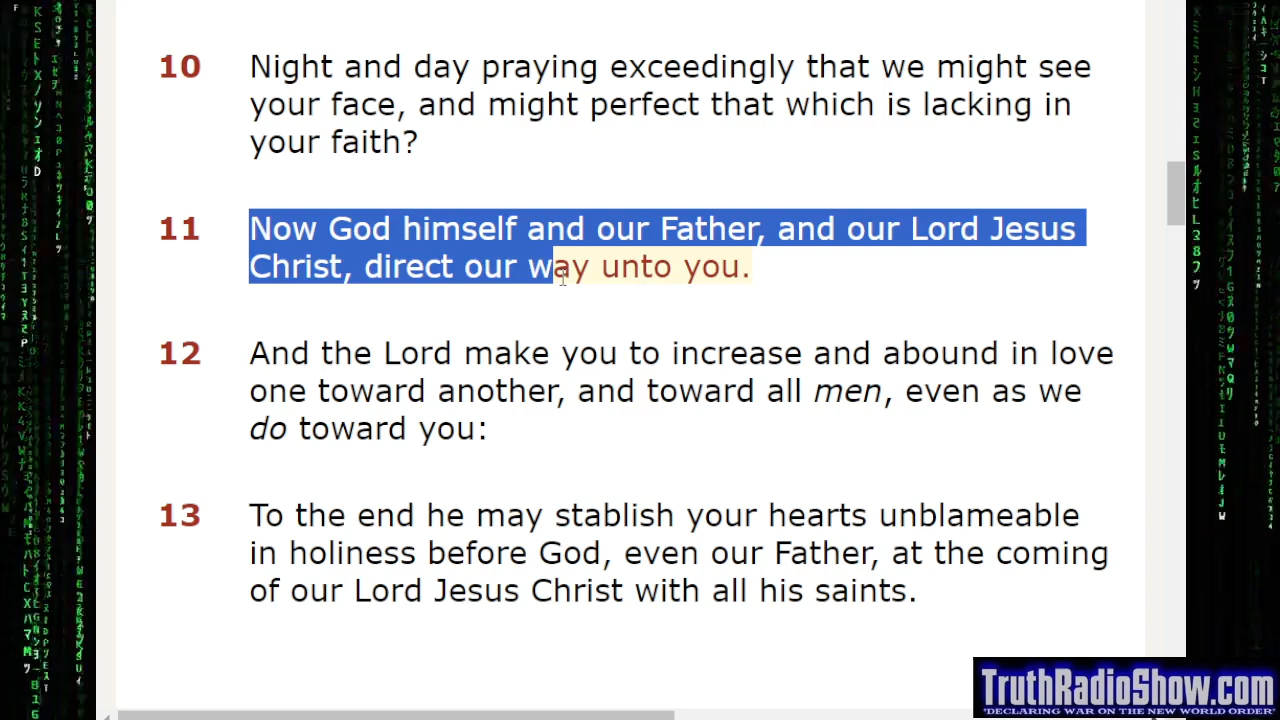 10 Night and day praying exceedingly that we might see
your face, and might perfect that which is lacking in
your faith?
11 Now God himself and our Father, and our Lord Jesus
Christ, direct our way unto you.
12 And the Lord make you to increase and abound in love
one toward another, and toward all men, even as we
do toward you:
13 To the end he may stablish your hearts unblameable
in holiness before God, even our Father, at the coming
of our Lord Jesus Christ with all his saints.
TruthRadioShow.com
"DECLARING WAR ON THE NEW WORLD ORDER"